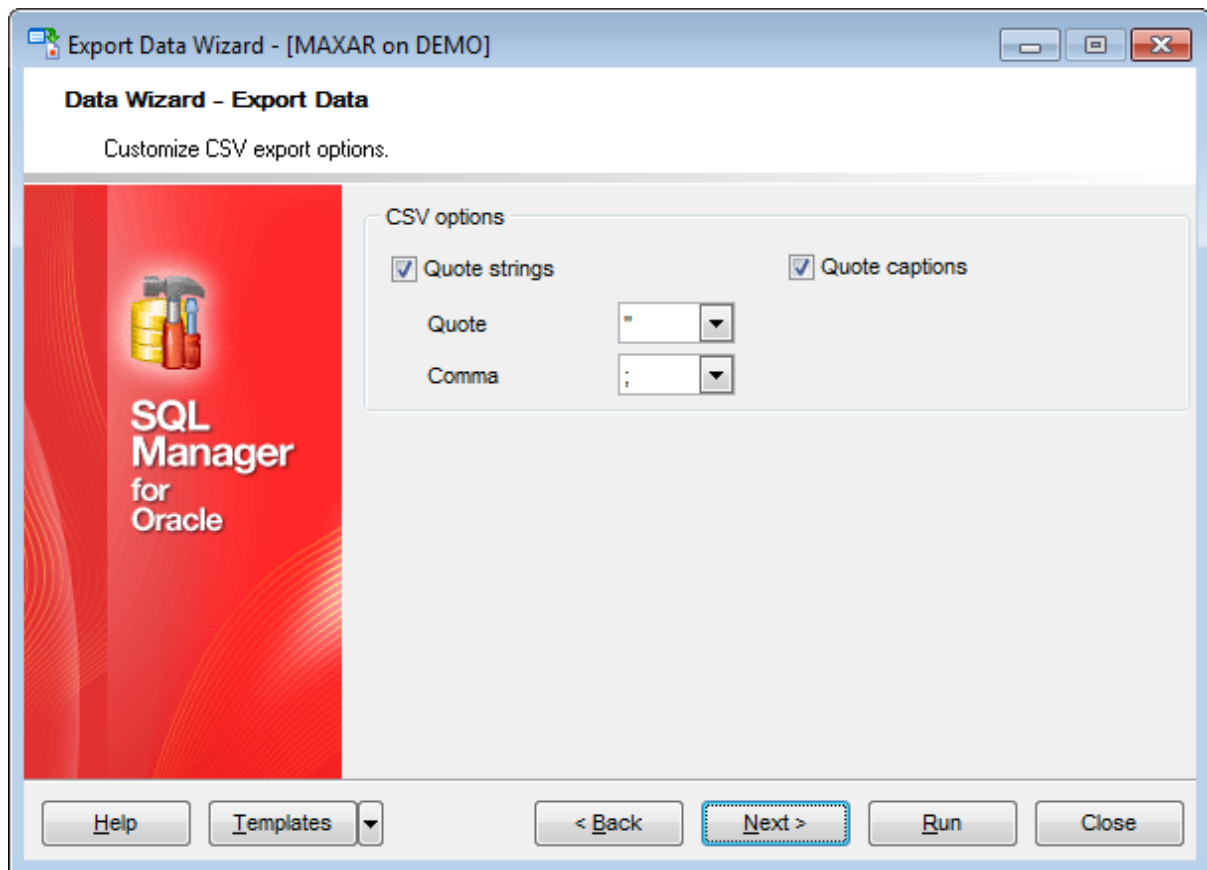 Export Data Wizard - [MAXAR on DEMO]
Data Wizard - Export Data
Customize CSV export options.
CSV options
Quote strings
Quote captions
Quote "
Comma ;
SQL
Manager
for
Oracle
Help Templates < Back Next > Run Close